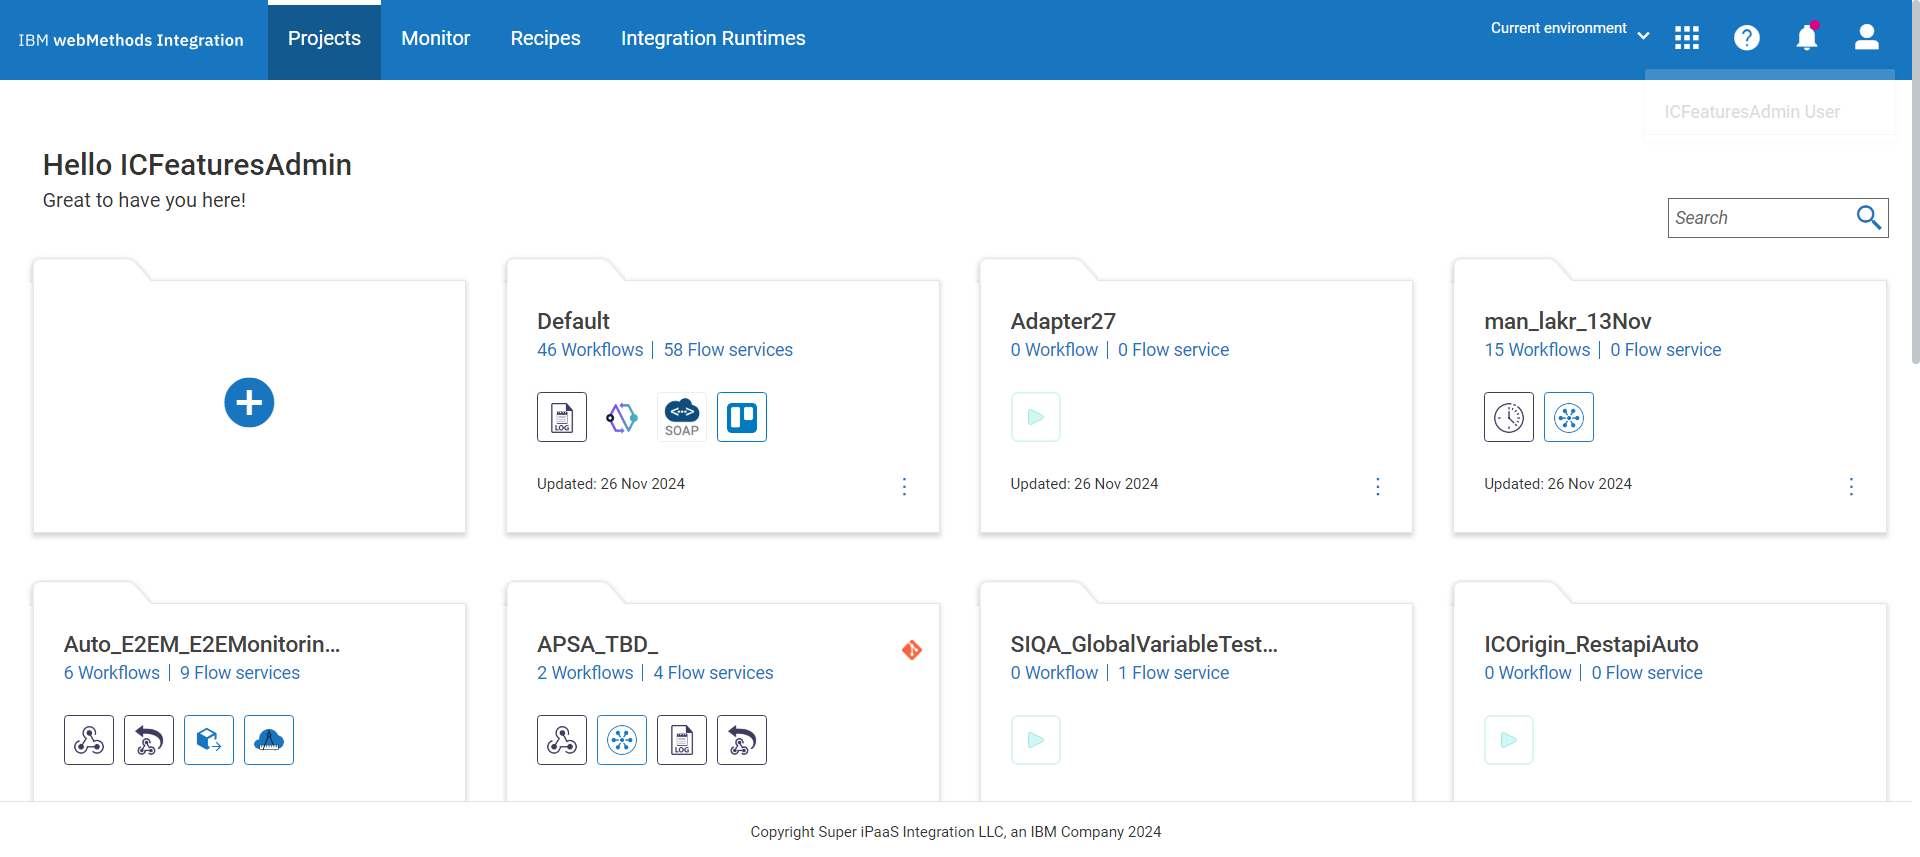 IBM webMethods Integration
Projects
Monitor
Recipes
Integration Runtimes
Current environment
?
ICFeaturesAdmin User
Hello ICFeaturesAdmin
Great to have you here!
Search
Default
46 Workflows | 58 Flow services
LOG
SOAP
Updated: 26 Nov 2024
Adapter27
0 Workflow | 0 Flow service
Updated: 26 Nov 2024
man_lakr_13Nov
15 Workflows | 0 Flow service
Updated: 26 Nov 2024
Auto_E2EM_E2EMonitorin...
6 Workflows | 9 Flow services
APSA_TBD_
2 Workflows | 4 Flow services
LOG
SIQA_GlobalVariableTest...
0 Workflow | 1 Flow service
ICOrigin_RestapiAuto
0 Workflow | 0 Flow service
Copyright Super iPaaS Integration LLC, an IBM Company 2024